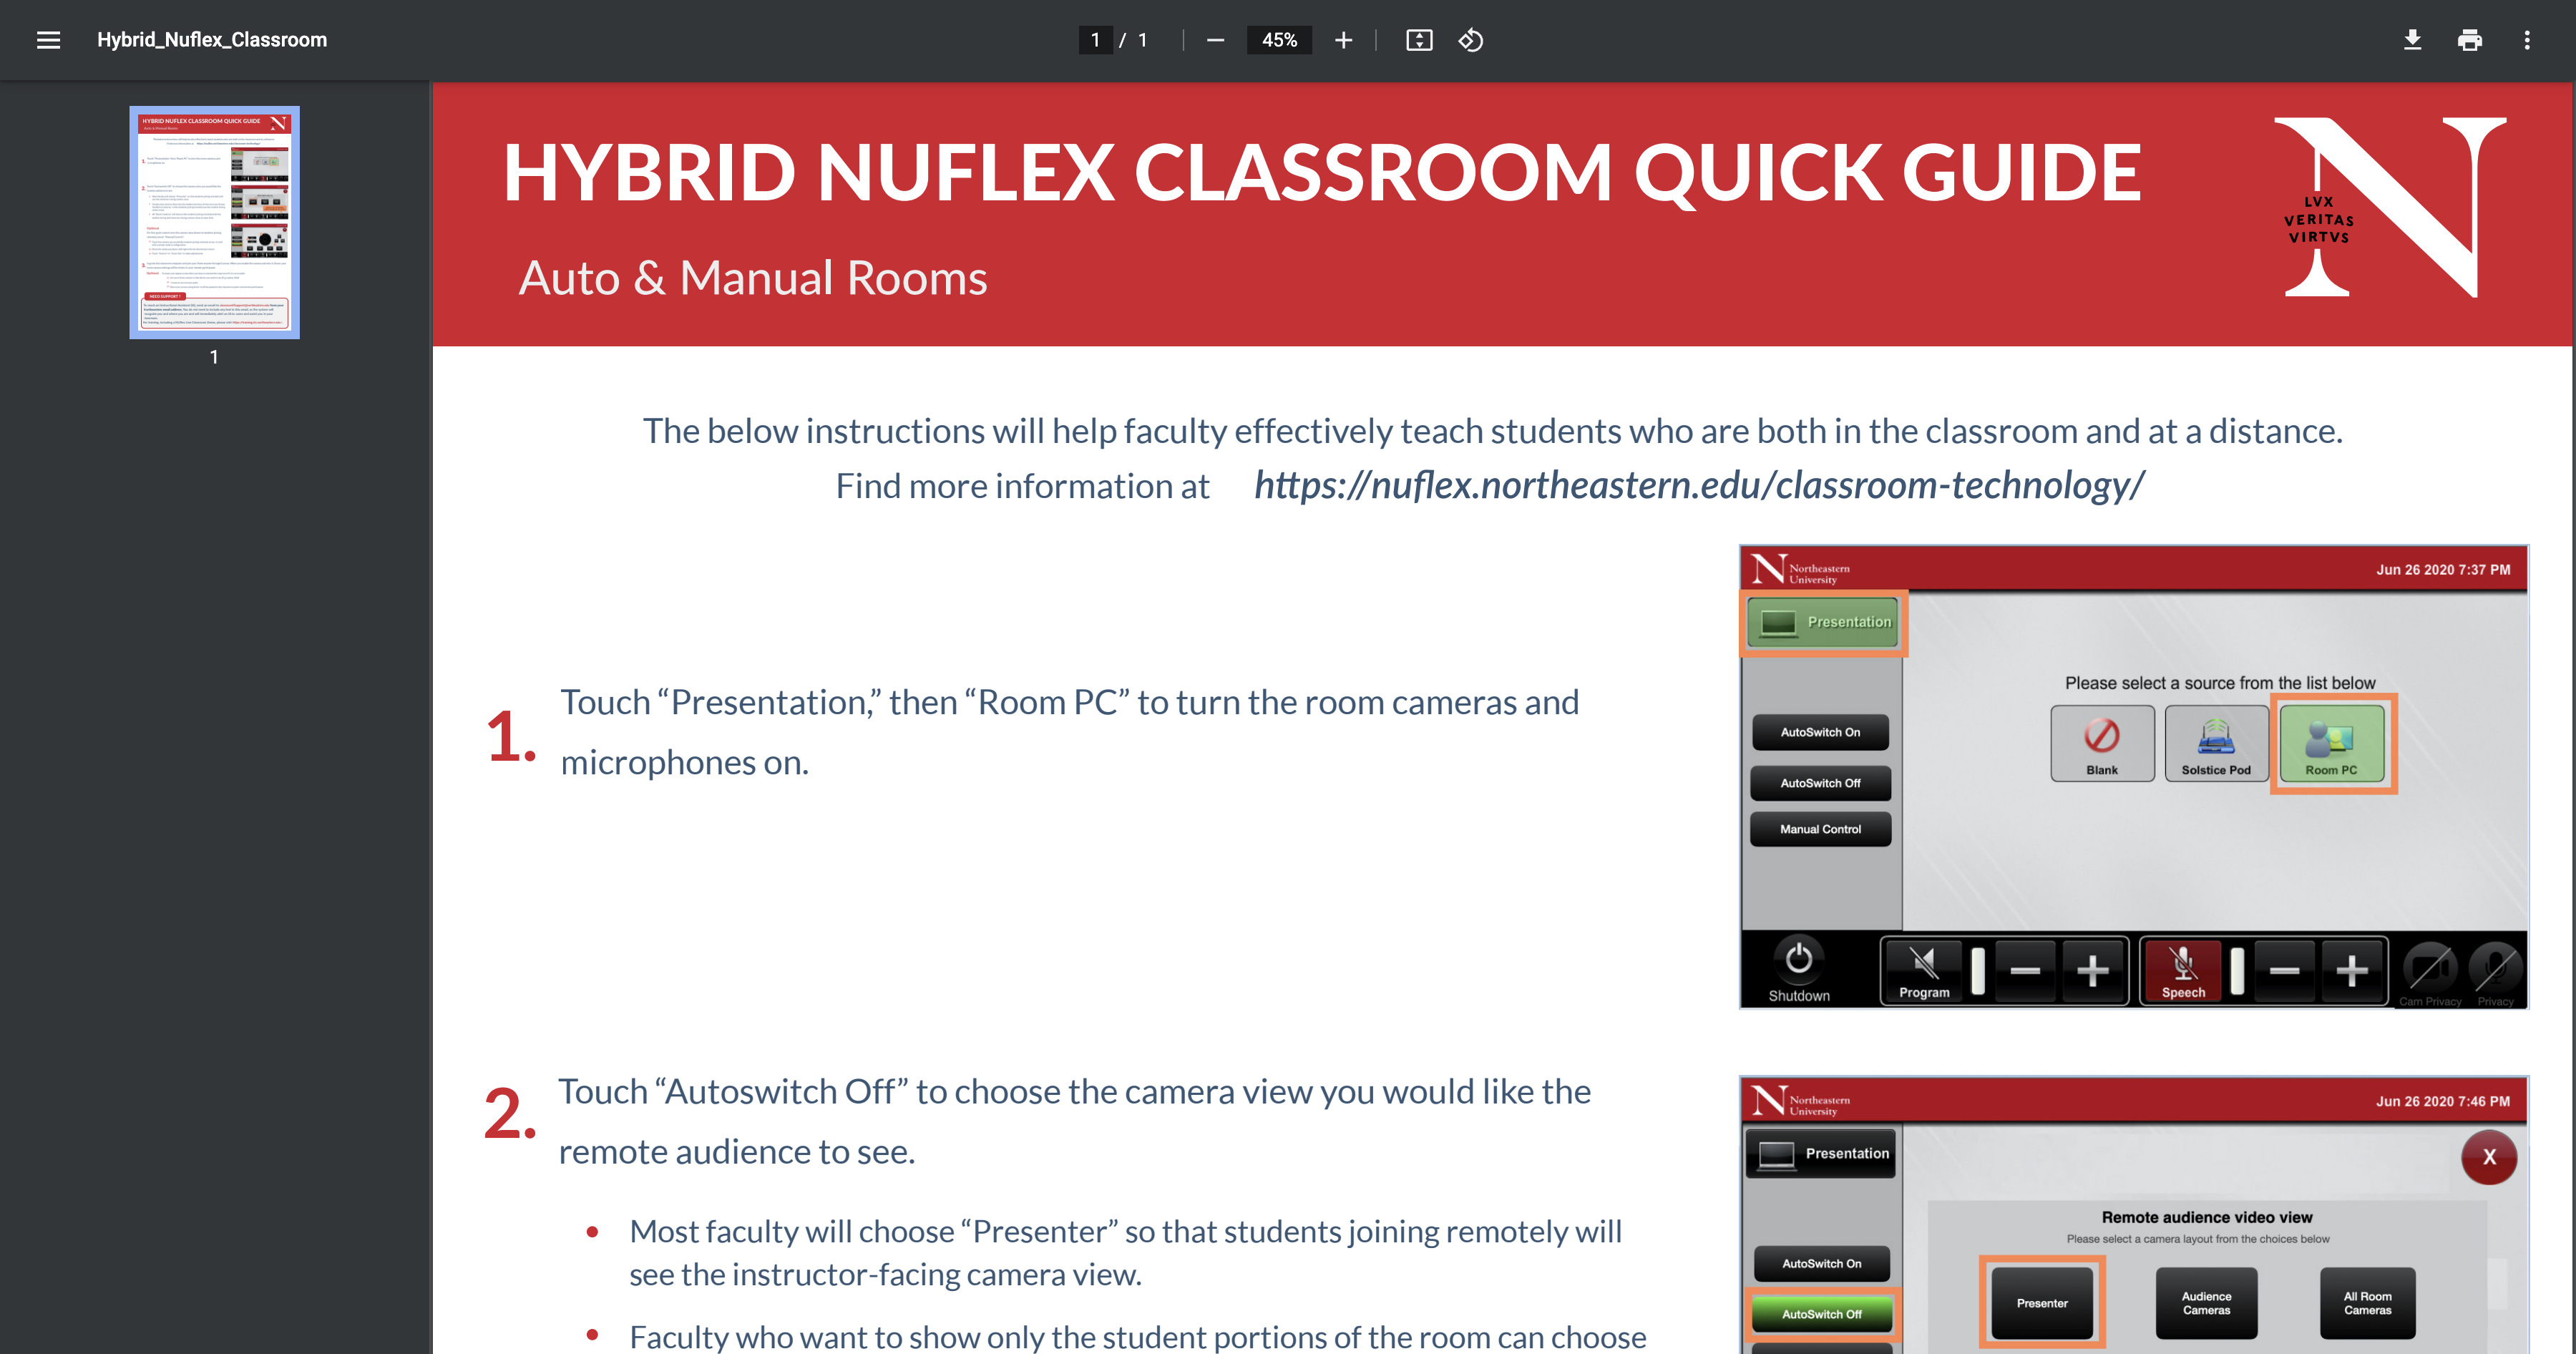 Hybrid_Nuflex_Classroom
1 / 1
45%
HYBRID NUFLEX CLASSROOM QUICK GUIDE
Auto & Manual Rooms
1
HYBRID NUFLEX CLASSROOM QUICK GUIDE
Auto & Manual Rooms
LVX
VERITAS
VIRTVS
The below instructions will help faculty effectively teach students who are both in the classroom and at a distance.
Find more information at https://nuflex.northeastern.edu/classroom-technology/
1. Touch “Presentation,” then “Room PC” to turn the room cameras and
microphones on.
Northeastern
University
Jun 26 2020 7:37 PM
Presentation
Please select a source from the list below
AutoSwitch On
AutoSwitch Off
Manual Control
Blank
Solstice Pod
Room PC
Shutdown
Program
Speech
Cam Privacy
Privacy
2. Touch “Autoswitch Off” to choose the camera view you would like the
remote audience to see.
• Most faculty will choose “Presenter” so that students joining remotely will
see the instructor-facing camera view.
• Faculty who want to show only the student portions of the room can choose
Northeastern
University
Jun 26 2020 7:46 PM
Presentation
X
Remote audience video view
Please select a camera layout from the choices below
AutoSwitch On
AutoSwitch Off
Presenter
Audience
Cameras
All Room
Cameras